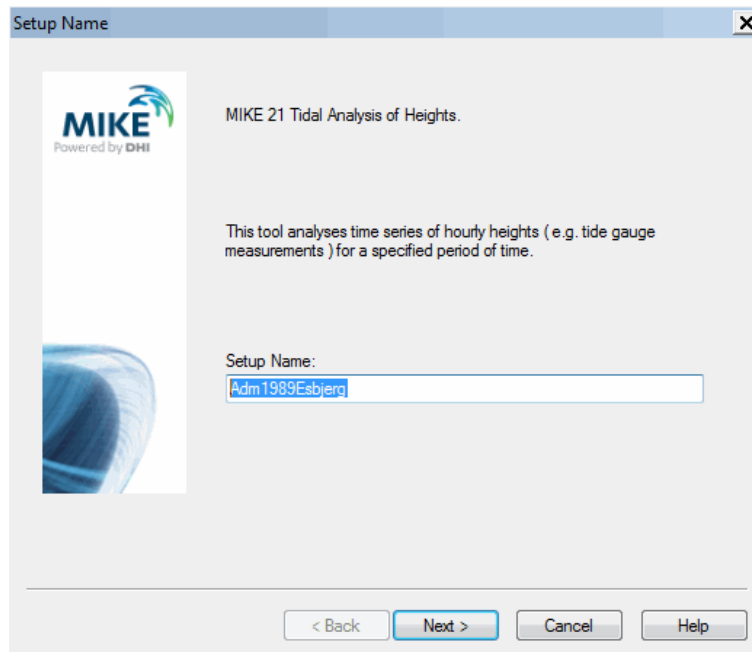 Setup Name
MIKE
Powered by DHI
MIKE 21 Tidal Analysis of Heights.
This tool analyses time series of hourly heights ( e.g. tide gauge
measurements ) for a specified period of time.
Setup Name:
Adm1989Esbjerg
< Back
Next >
Cancel
Help